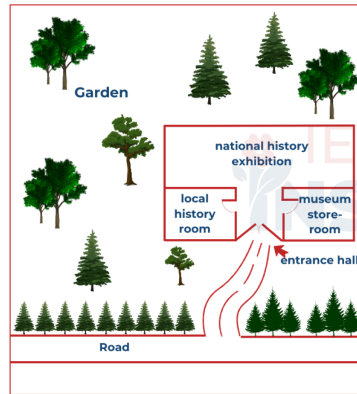 Garden
national history
exhibition
local
history
room
museum
store-
room
entrance hall
Road